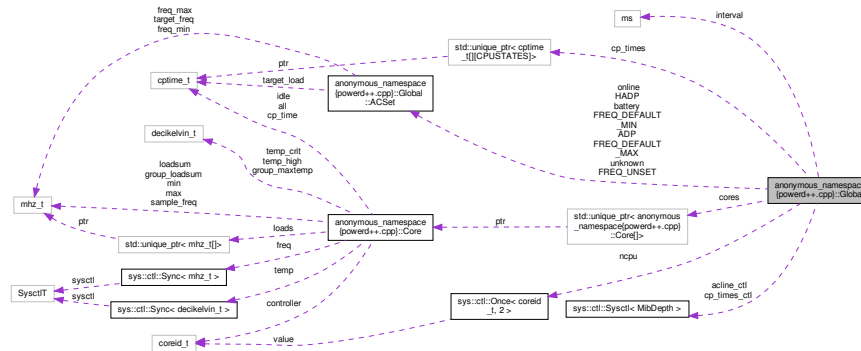 freq_max
target_freq
freq_min
ms
interval
std::unique_ptr< cptime
_t[][CPUSTATES]>
cp_times
cptime_t
ptr
target_load
anonymous_namespace
{powerd++.cpp}::Global
::ACSet
idle
all
cp_time
online
HADP
battery
FREQ_DEFAULT
_MIN
ADP
FREQ_DEFAULT
_MAX
unknown
FREQ_UNSET
decikelvin_t
temp_crit
temp_high
group_maxtemp
loadsum
group_loadsum
min
max
sample_freq
anonymous_namespace
{powerd++.cpp}::Global
cores
mhz_t
ptr
anonymous_namespace
{powerd++.cpp}::Core
ptr
std::unique_ptr< anonymous
_namespace{powerd++.cpp}
::Core[]>
std::unique_ptr< mhz_t[]>
loads
freq
ncpu
sys::ctl::Sync< mhz_t >
sysctl
temp
SysctlT
sysctl
sys::ctl::Sync< decikelvin_t >
controller
sys::ctl::Once< coreid
_t, 2 >
sys::ctl::Sysctl< MibDepth >
acline_ctl
cp_times_ctl
coreid_t
value